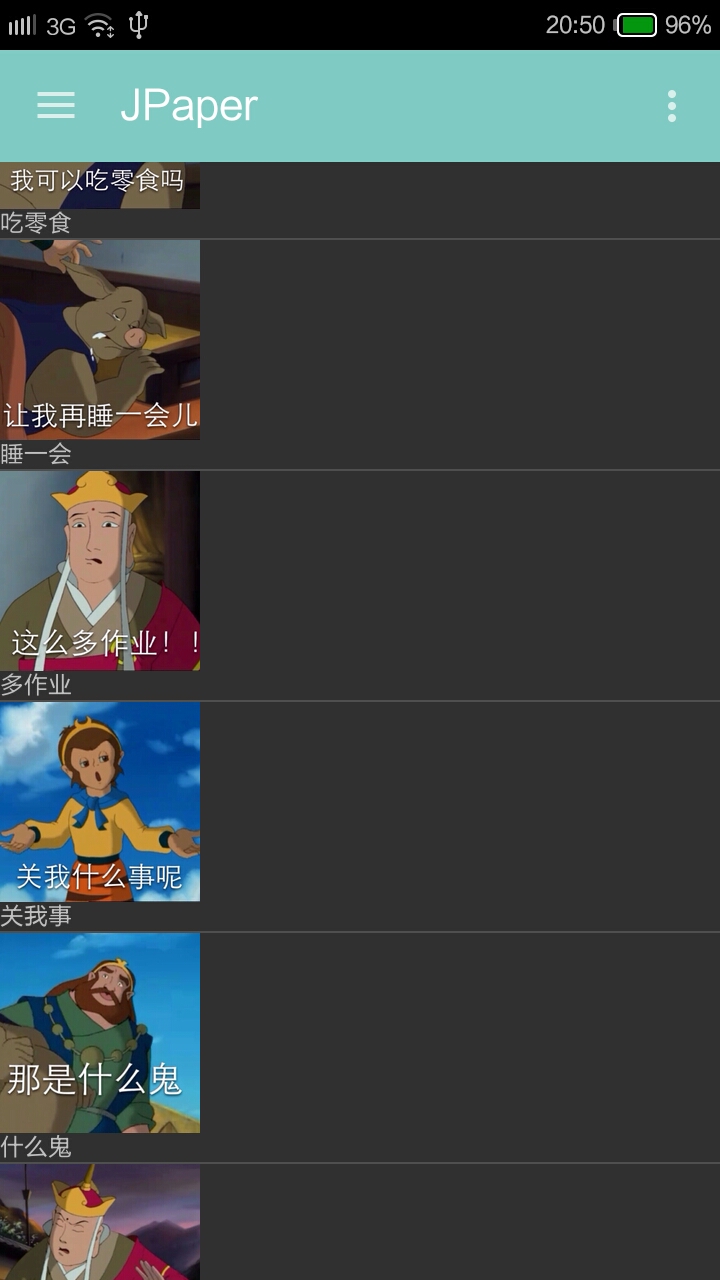 3G
20:50
96%
JPaper
我可以吃零食吗
吃零食
让我再睡一会儿
睡一会
这么多作业！！
多作业
关我什么事呢
关我事
那是什么鬼
什么鬼